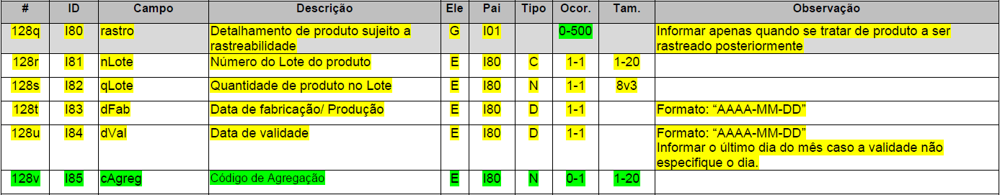 # ID Campo Descrição Ele Pai Tipo Ocor. Tam. Observação
128q I80 rastro Detalhamento de produto sujeito a rastreabilidade G I01 0-500 Informar apenas quando se tratar de produto a ser rastreado posteriormente
128r I81 nLote Número do Lote do produto E I80 C 1-1 1-20
128s I82 qLote Quantidade de produto no Lote E I80 N 1-1 8v3
128t I83 dFab Data de fabricação/ Produção E I80 D 1-1 Formato: “AAAA-MM-DD”
128u I84 dVal Data de validade E I80 D 1-1 Formato: “AAAA-MM-DD”
Informar o último dia do mês caso a validade não
especifique o dia.
128v I85 cAgreg Código de Agregação E I80 N 0-1 1-20